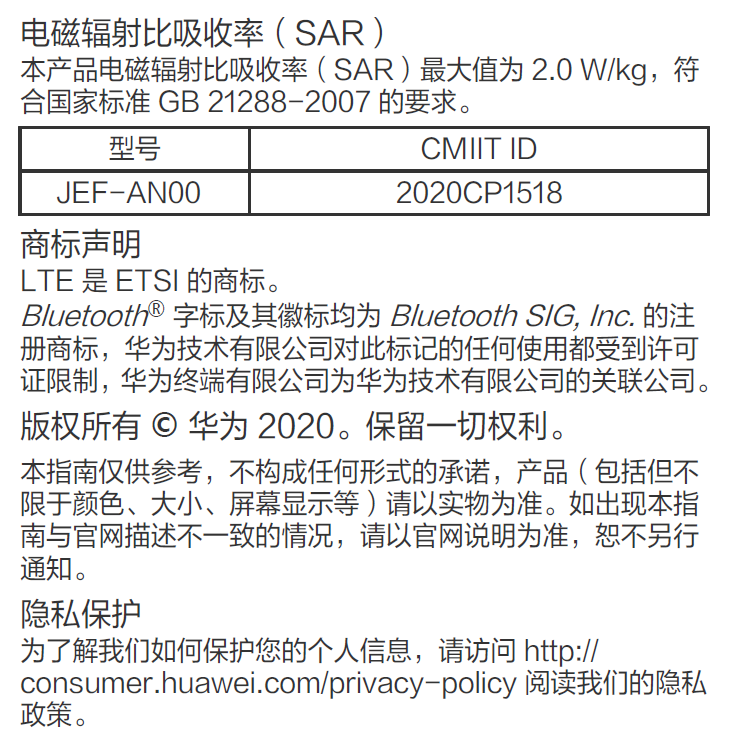 电磁辐射比吸收率（SAR）
本产品电磁辐射比吸收率（SAR）最大值为 2.0 W/kg，符
合国家标准 GB 21288-2007 的要求。
型号 CMIIT ID
JEF-AN00 2020CP1518
商标声明
LTE 是 ETSI 的商标。
Bluetooth® 字标及其徽标均为 Bluetooth SIG, Inc. 的注
册商标，华为技术有限公司对此标记的任何使用都受到许可
证限制，华为终端有限公司为华为技术有限公司的关联公司。
版权所有 © 华为 2020。保留一切权利。
本指南仅供参考，不构成任何形式的承诺，产品（包括但不
限于颜色、大小、屏幕显示等）请以实物为准。如出现本指
南与官网描述不一致的情况，请以官网说明为准，恕不另行
通知。
隐私保护
为了解我们如何保护您的个人信息，请访问 http://
consumer.huawei.com/privacy-policy 阅读我们的隐私
政策。